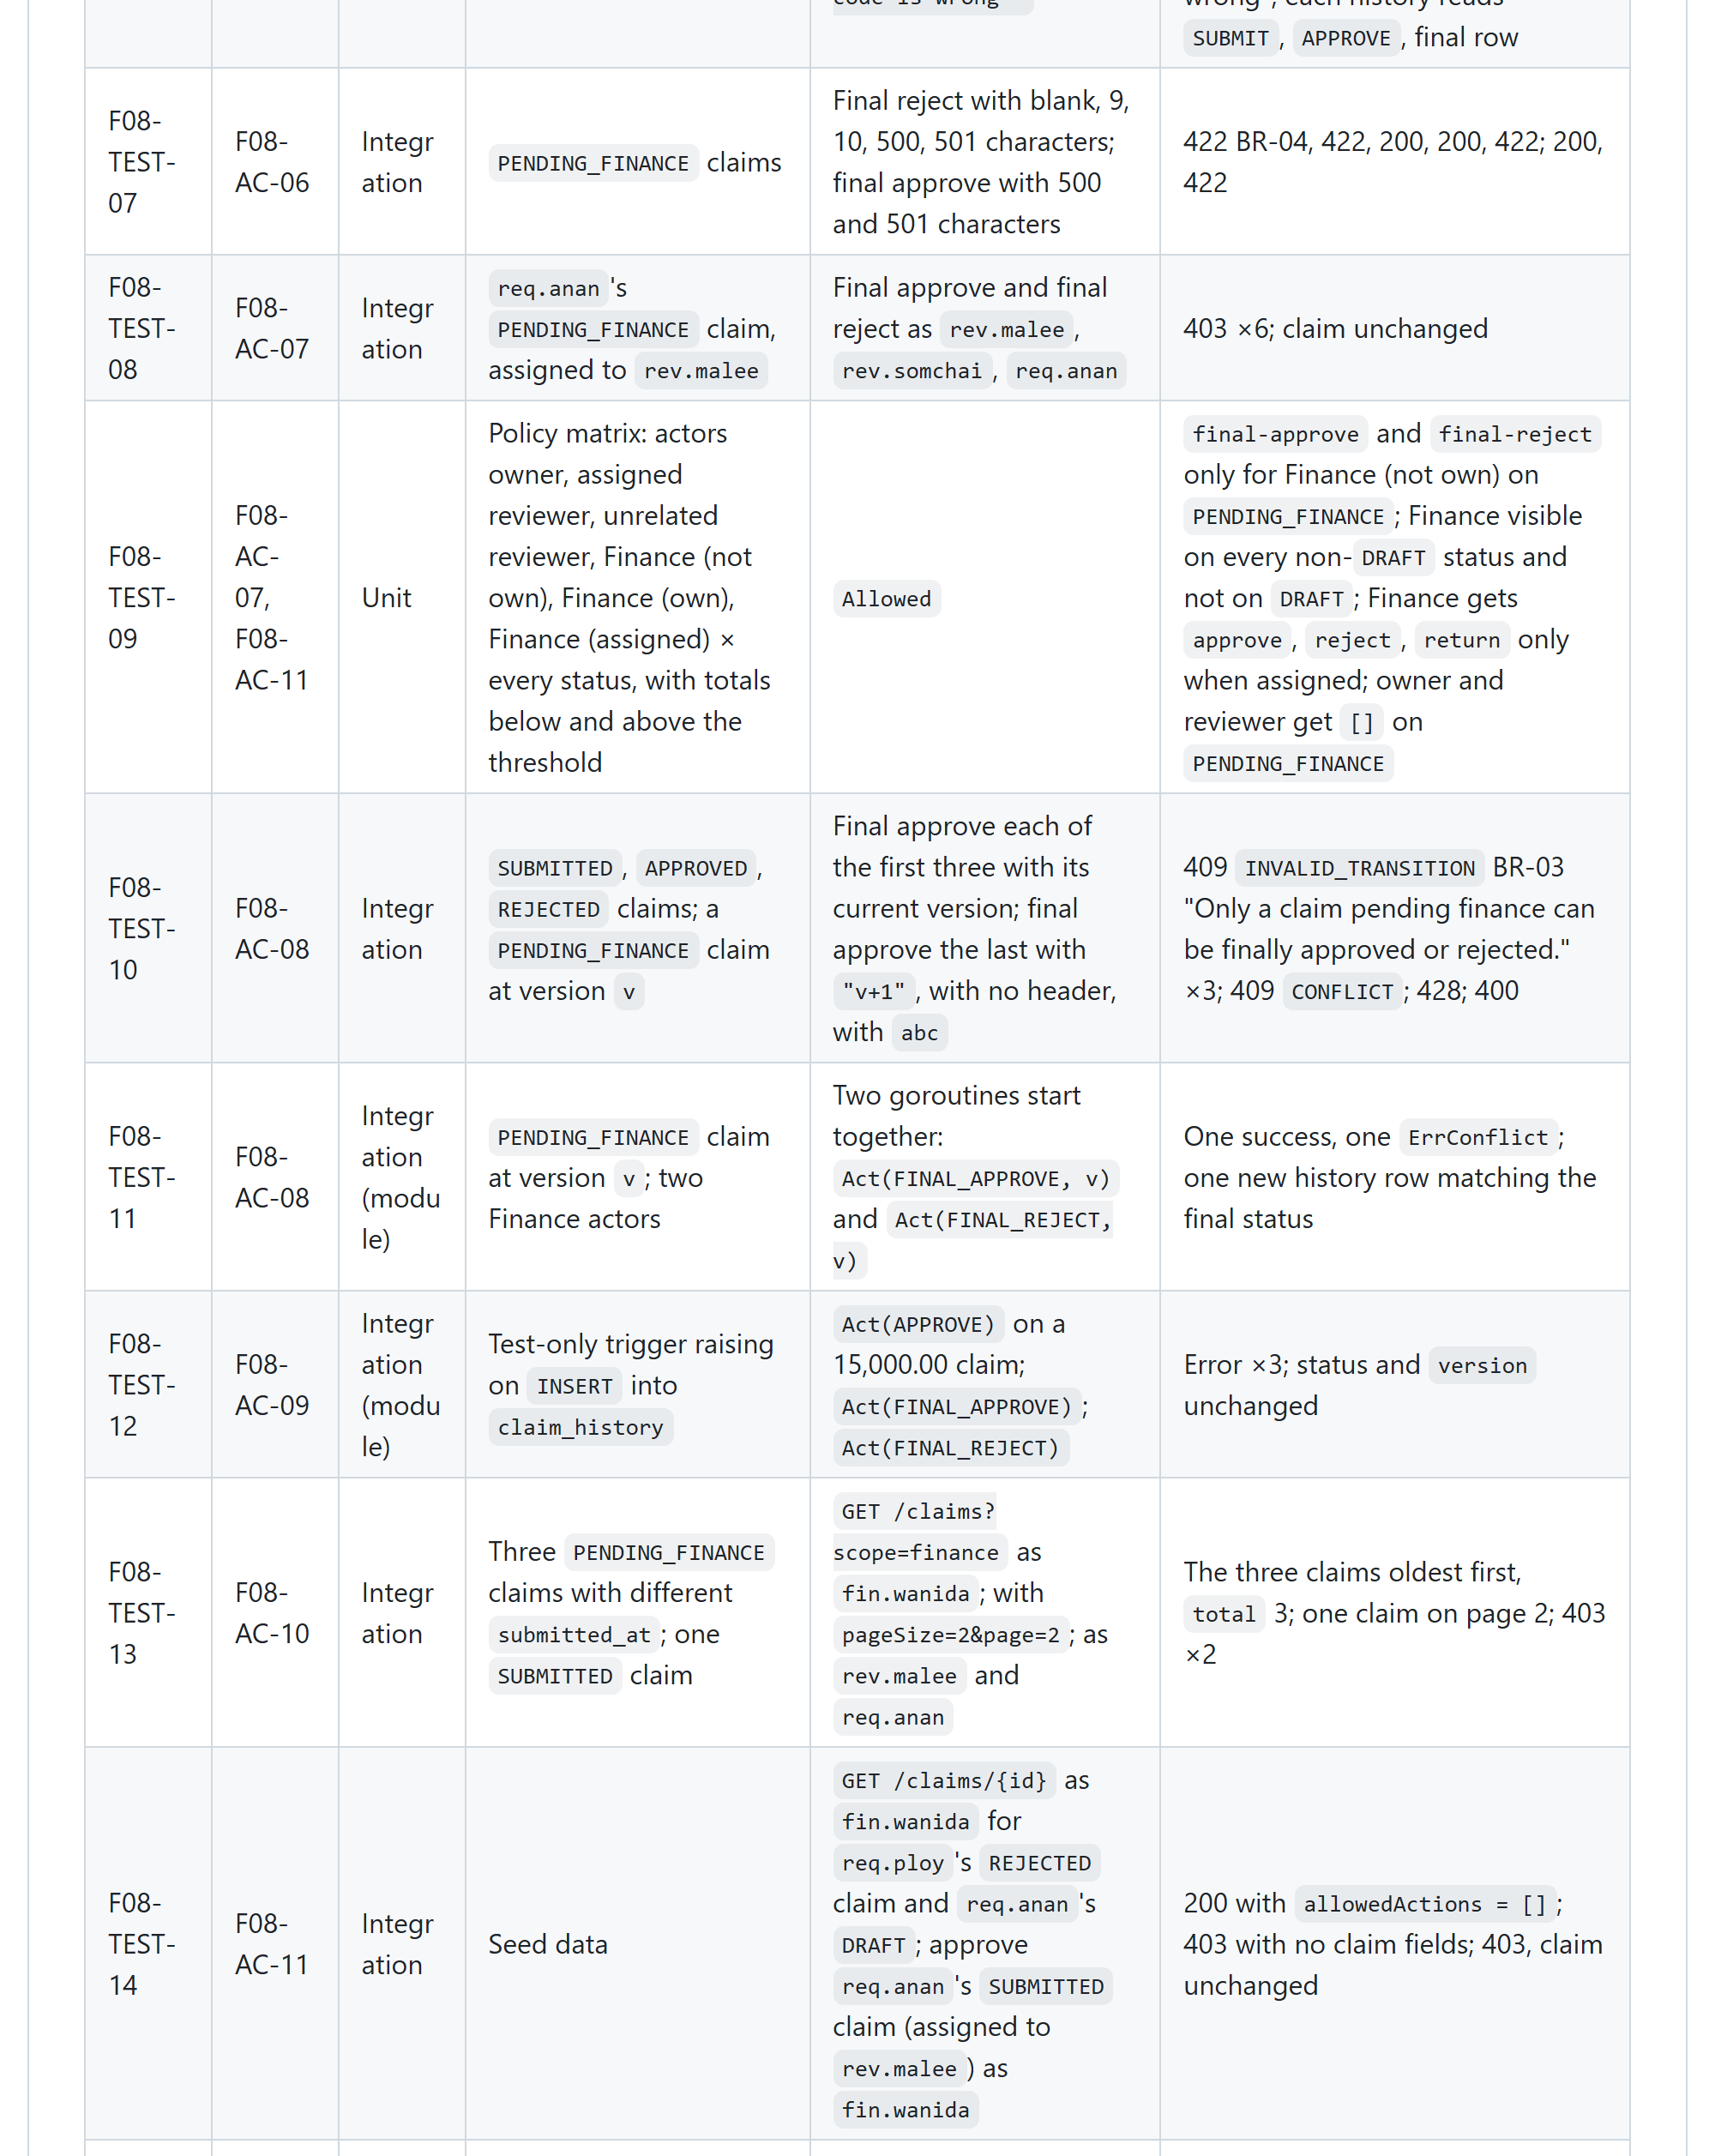 wrong", each history reads
SUBMIT, APPROVE, final row
F08-
TEST-
07
F08-
AC-06
Integr
ation
PENDING_FINANCE claims
Final reject with blank, 9,
10, 500, 501 characters;
final approve with 500
and 501 characters
422 BR-04, 422, 200, 200, 422; 200,
422
F08-
TEST-
08
F08-
AC-07
Integr
ation
req.anan's
PENDING_FINANCE claim,
assigned to rev.malee
Final approve and final
reject as rev.malee,
rev.somchai, req.anan
403 ×6; claim unchanged
F08-
TEST-
09
F08-
AC-
07,
F08-
AC-11
Unit
Policy matrix: actors
owner, assigned
reviewer, unrelated
reviewer, Finance (not
own), Finance (own),
Finance (assigned) ×
every status, with totals
below and above the
threshold
Allowed
final-approve and final-reject
only for Finance (not own) on
PENDING_FINANCE; Finance visible
on every non-DRAFT status and
not on DRAFT; Finance gets
approve, reject, return only
when assigned; owner and
reviewer get [] on
PENDING_FINANCE
F08-
TEST-
10
F08-
AC-08
Integr
ation
SUBMITTED, APPROVED,
REJECTED claims; a
PENDING_FINANCE claim
at version v
Final approve each of
the first three with its
current version; final
approve the last with
"v+1", with no header,
with abc
409 INVALID_TRANSITION BR-03
"Only a claim pending finance can
be finally approved or rejected."
×3; 409 CONFLICT; 428; 400
F08-
TEST-
11
F08-
AC-08
Integr
ation
(modu
le)
PENDING_FINANCE claim
at version v; two
Finance actors
Two goroutines start
together:
Act(FINAL_APPROVE, v)
and Act(FINAL_REJECT,
v)
One success, one ErrConflict;
one new history row matching the
final status
F08-
TEST-
12
F08-
AC-09
Integr
ation
(modu
le)
Test-only trigger raising
on INSERT into
claim_history
Act(APPROVE) on a
15,000.00 claim;
Act(FINAL_APPROVE);
Act(FINAL_REJECT)
Error ×3; status and version
unchanged
F08-
TEST-
13
F08-
AC-10
Integr
ation
Three PENDING_FINANCE
claims with different
submitted_at; one
SUBMITTED claim
GET /claims?
scope=finance as
fin.wanida; with
pageSize=2&page=2; as
rev.malee and
req.anan
The three claims oldest first,
total 3; one claim on page 2; 403
×2
F08-
TEST-
14
F08-
AC-11
Integr
ation
Seed data
GET /claims/{id} as
fin.wanida for
req.ploy's REJECTED
claim and req.anan's
DRAFT; approve
req.anan's SUBMITTED
claim (assigned to
rev.malee) as
fin.wanida
200 with allowedActions = [];
403 with no claim fields; 403, claim
unchanged